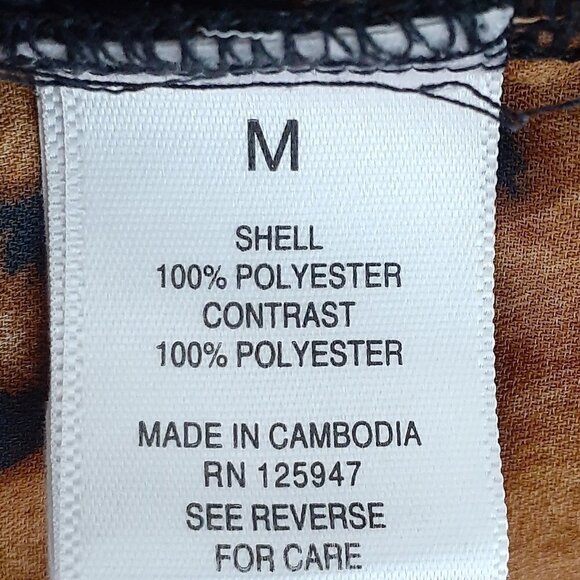 M
SHELL
100% POLYESTER
CONTRAST
100% POLYESTER
MADE IN CAMBODIA
RN 125947
SEE REVERSE
FOR CARE